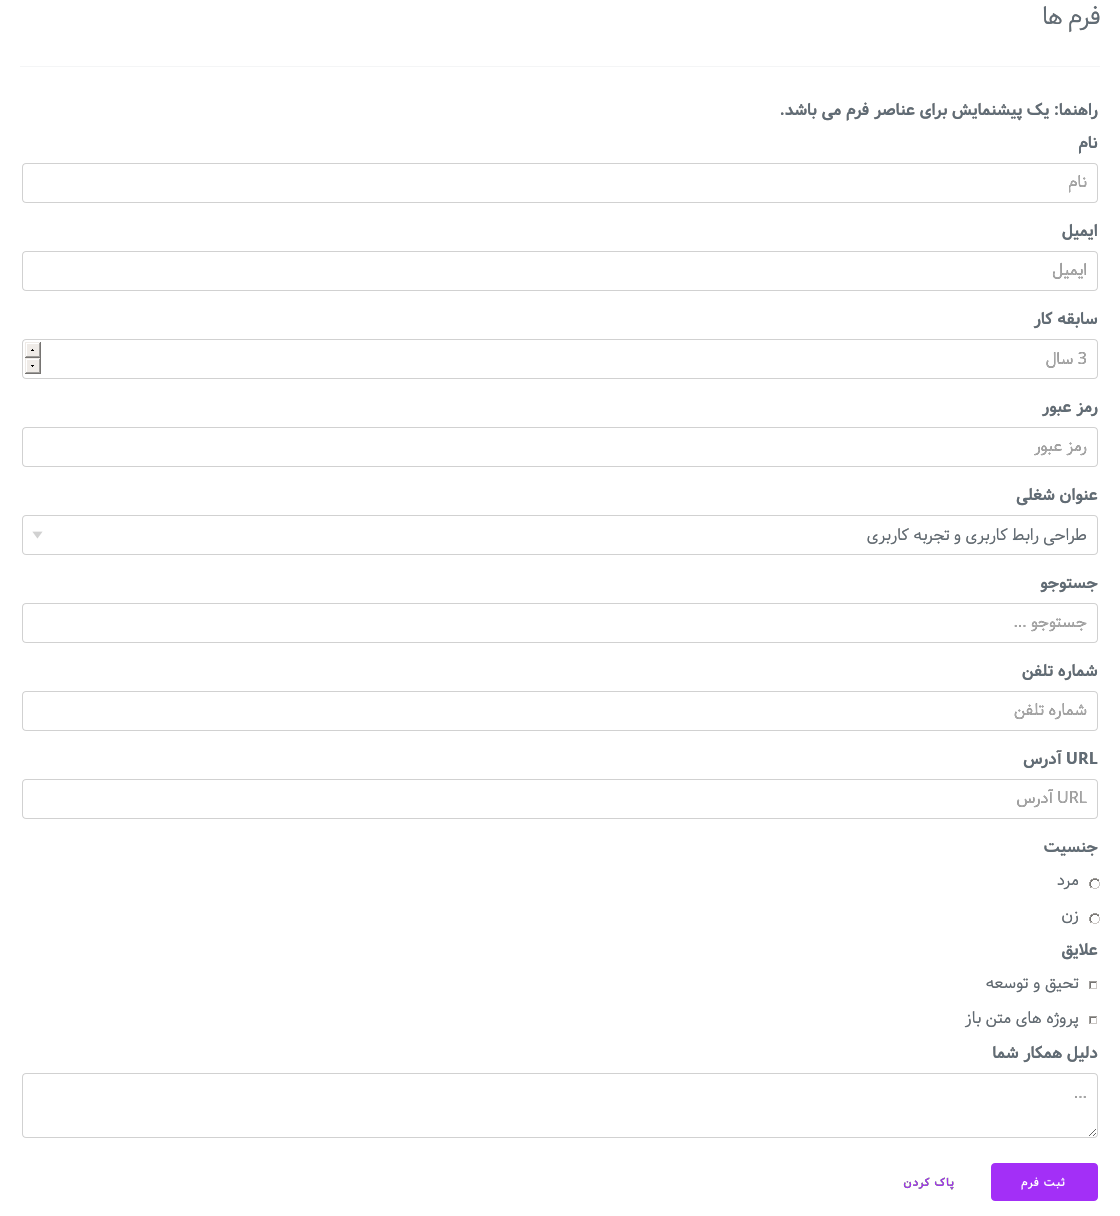 فرم ها
راهنما: یک پیشنمایش برای عناصر فرم می باشد.
نام
نام
ایمیل
ایمیل
سابقه کار
3 سال
رمز عبور
رمز عبور
عنوان شغلی
طراحی رابط کاربری و تجربه کاربری
جستوجو
جستوجو ...
شماره تلفن
شماره تلفن
URL آدرس
URL آدرس
جنسیت
مرد
زن
علایق
تحیق و توسعه
پروژه های متن باز
دلیل همکار شما
...
ثبت فرم
پاک کردن